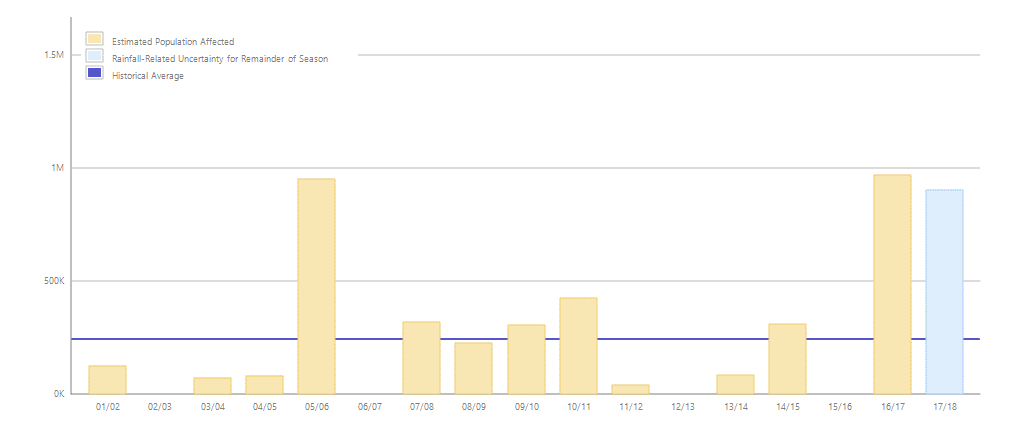 Estimated Population Affected
1.5M
Rainfall-Related Uncertainty for Remainder of Season
Historical Average
1M
500K
0K
01/02 02/03 03/04 04/05 05/06 06/07 07/08 08/09 09/10 10/11 11/12 12/13 13/14 14/15 15/16 16/17 17/18